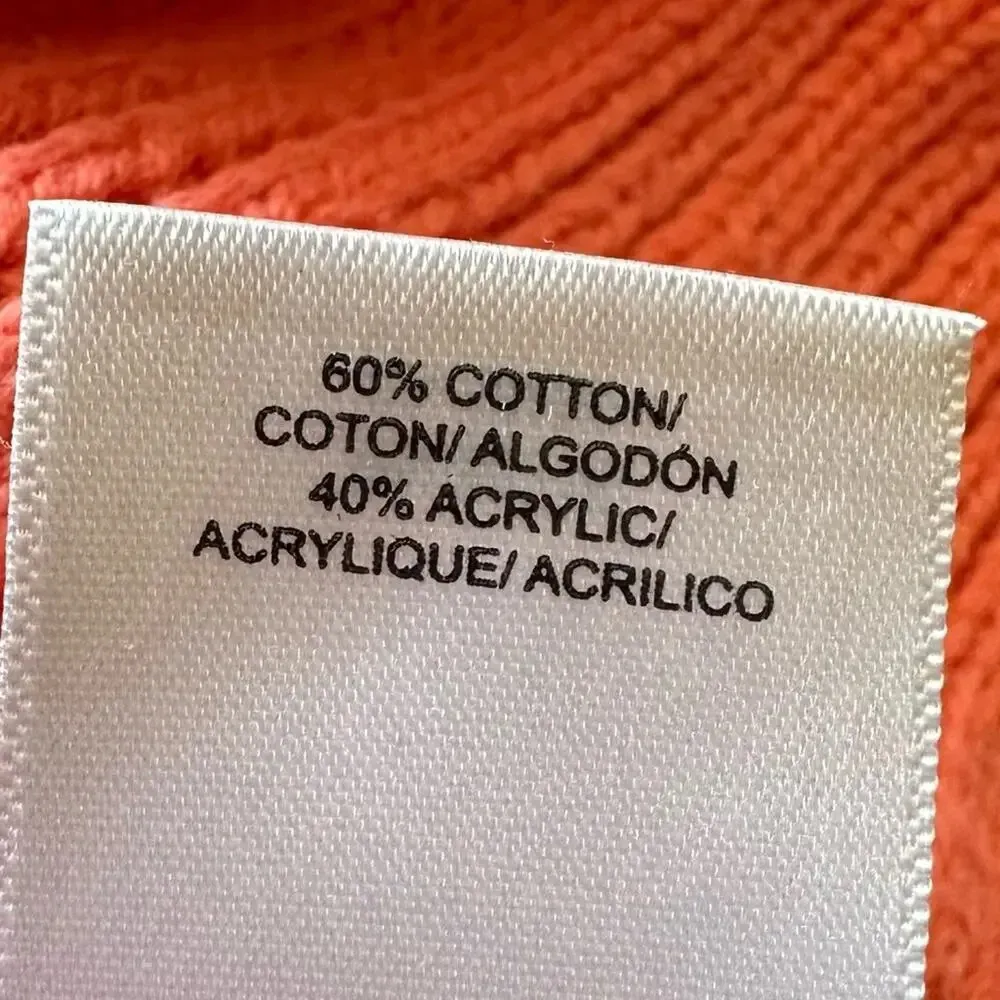 60% COTTON/
COTON/ ALGODÓN
40% ACRYLIC/
ACRYLIQUE/ ACRILICO